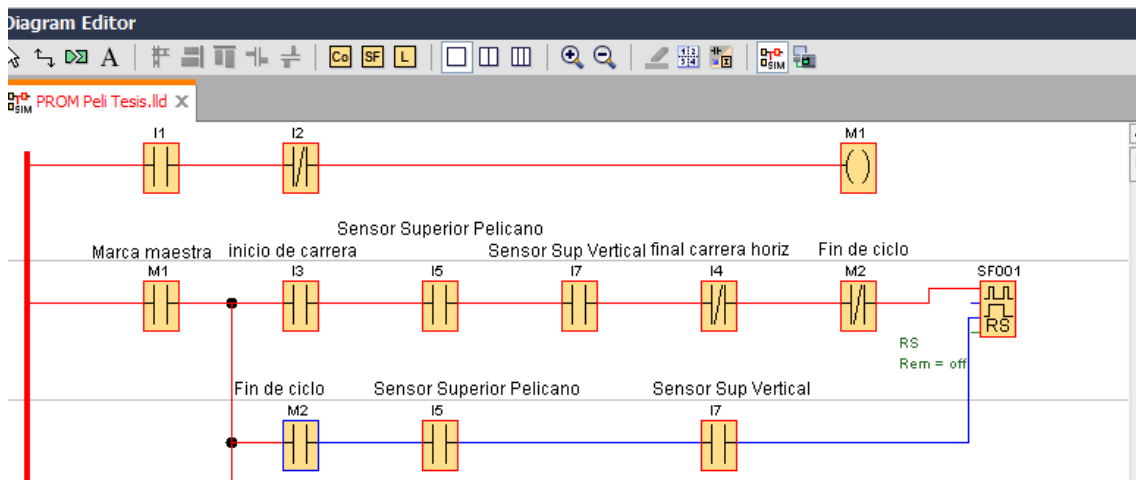 Diagram Editor
A Co SF L
SIM
SIM PROM Peli Tesis.lld X
I1 I2 M1
Sensor Superior Pelicano
Marca maestra inicio de carrera Sensor Sup Vertical final carrera horiz Fin de ciclo
M1 I3 I5 I7 I4 M2 SF001
RS
RS
Rem = off
Fin de ciclo Sensor Superior Pelicano Sensor Sup Vertical
M2 I5 I7